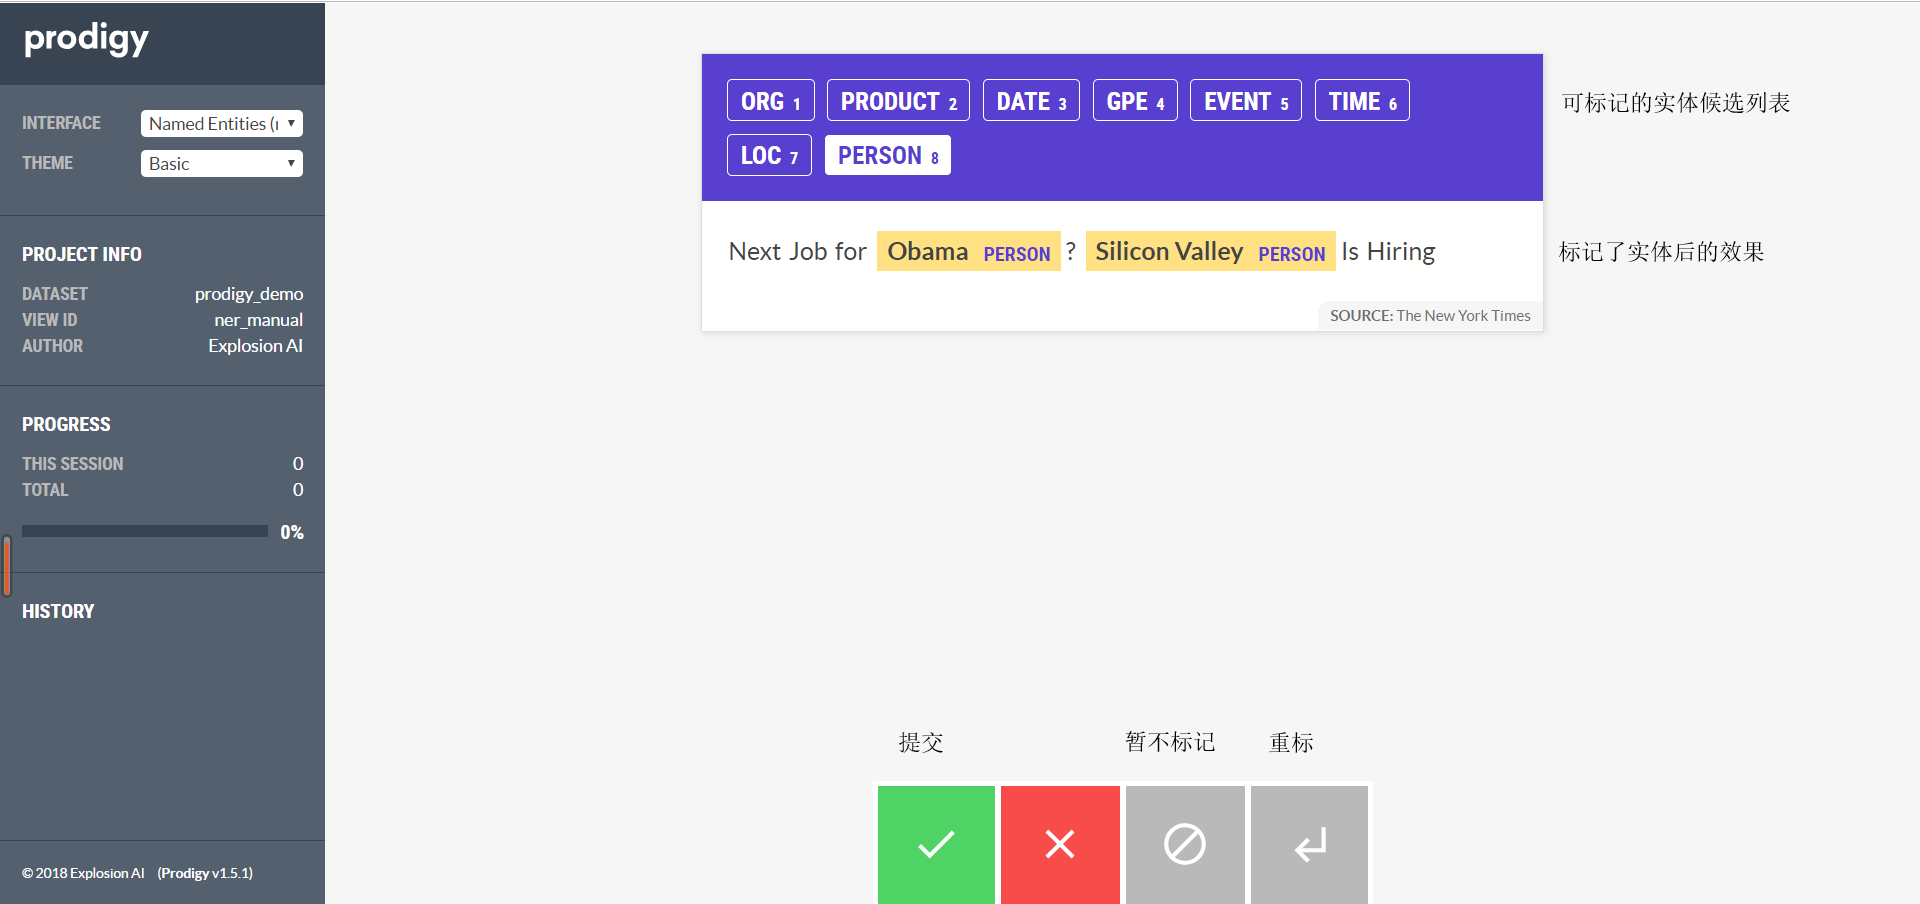 prodigy
INTERFACE Named Entities (
THEME Basic
PROJECT INFO
DATASET prodigy_demo
VIEW ID ner_manual
AUTHOR Explosion AI
PROGRESS
THIS SESSION 0
TOTAL 0
0%
HISTORY
© 2018 Explosion AI (Prodigy v1.5.1)
ORG 1 PRODUCT 2 DATE 3 GPE 4 EVENT 5 TIME 6
LOC 7 PERSON 8
可标记的实体候选列表
Next Job for Obama PERSON ? Silicon Valley PERSON Is Hiring
标记了实体后的效果
SOURCE: The New York Times
提交 暂不标记 重标